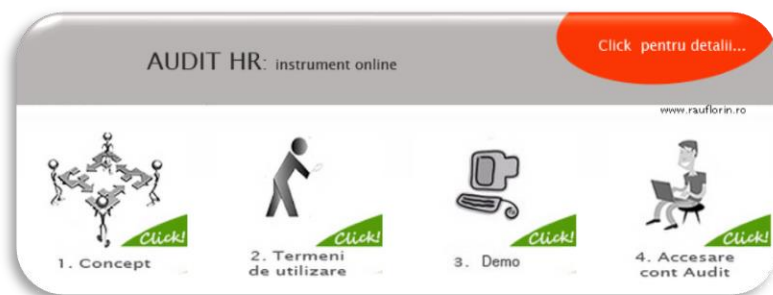 AUDIT HR: instrument online
Click pentru detalii...
www.rauflorin.ro
Click!
1. Concept
Click!
2. Termeni
de utilizare
Click!
3. Demo
Click!
4. Accesare
cont Audit